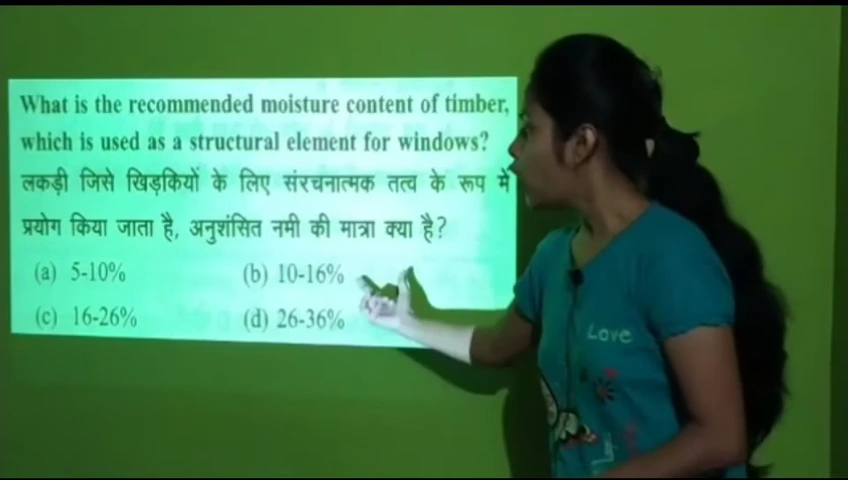 What is the recommended moisture content of timber,
which is used as a structural element for windows?
लकड़ी जिसे खिड़कियों के लिए संरचनात्मक तत्व के रूप में
प्रयोग किया जाता है, अनुशंसित नमी की मात्रा क्या है?
(a) 5-10% (b) 10-16%
(c) 16-26% (d) 26-36%
Love